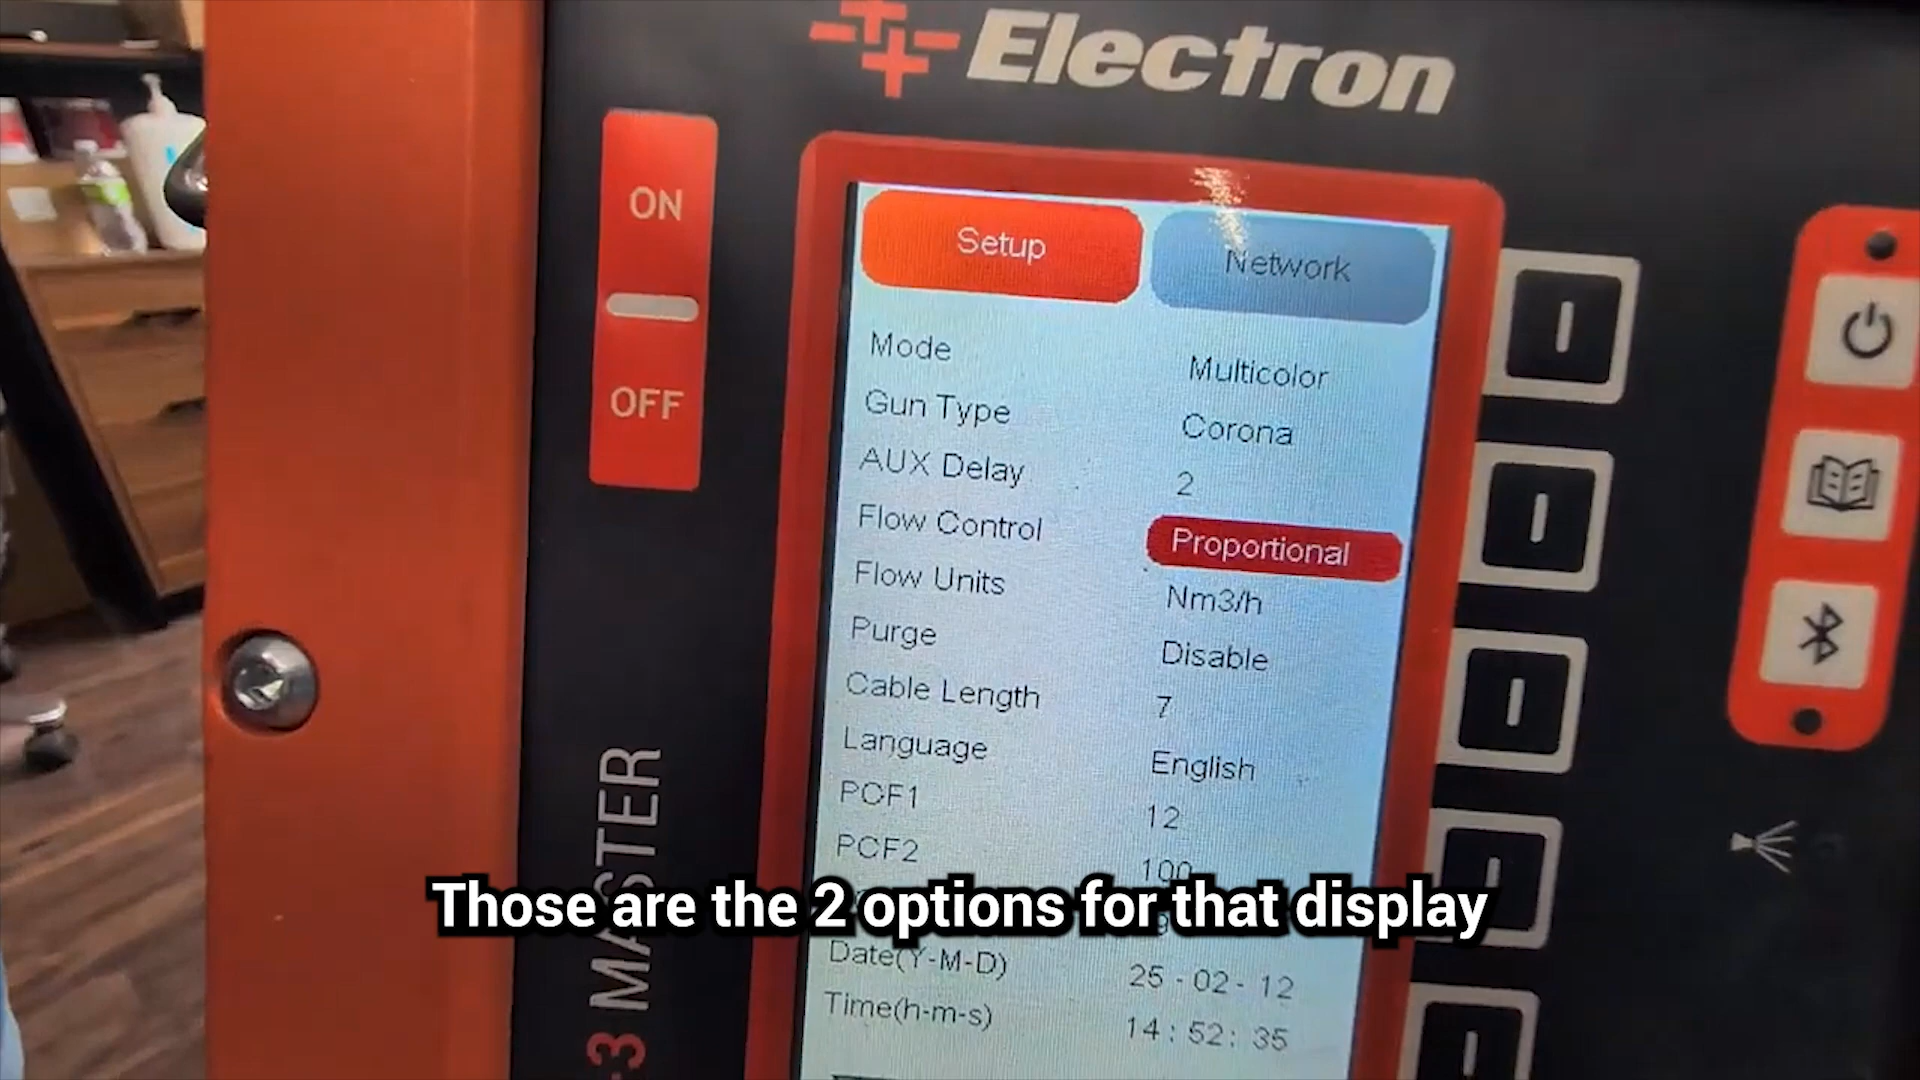 Electron
ON
OFF
Setup
Network
Mode
Multicolor
Gun Type
Corona
AUX Delay
2
Flow Control
Proportional
Flow Units
Nm3/h
Purge
Disable
Cable Length
7
Language
English
PCF1
12
PCF2
100
Those are the 2 options for that display
Date(Y-M-D)
25 - 02 - 12
Time(h-m-s)
14 : 52 : 35
-3 MASTER